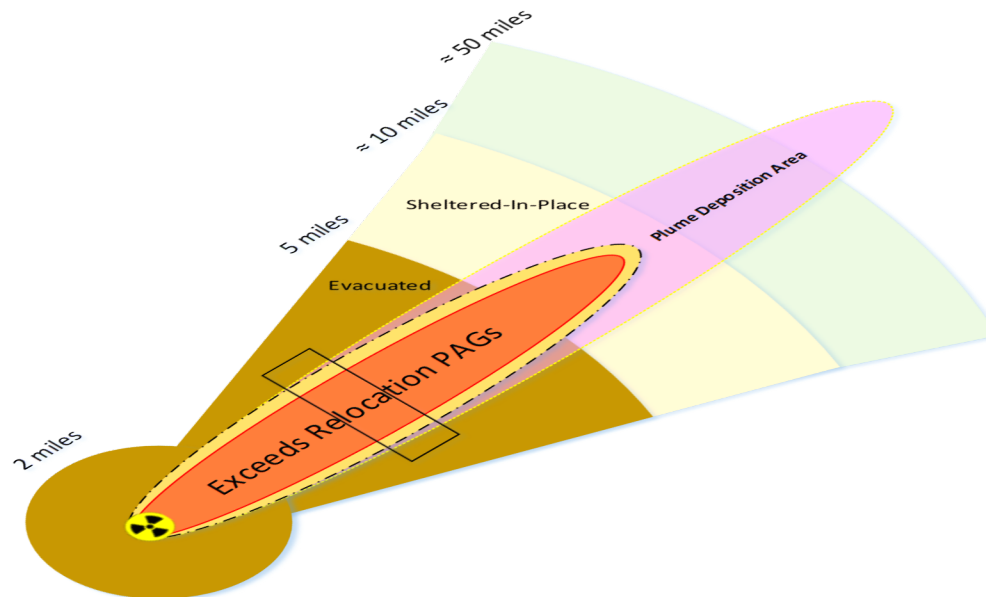 ≈ 50 miles
≈ 10 miles
Sheltered-In-Place
Plume Deposition Area
5 miles
Evacuated
Exceeds Relocation PAGs
2 miles